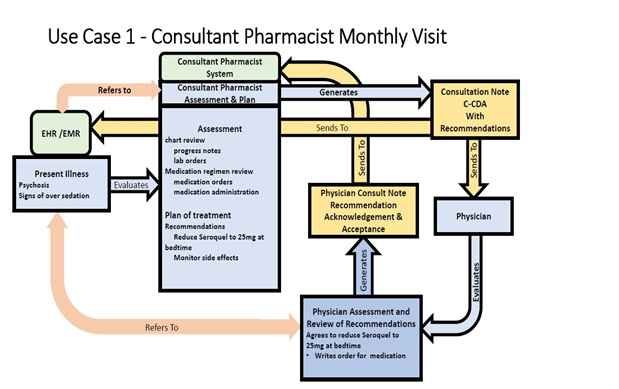 Use Case 1 - Consultant Pharmacist Monthly Visit
Consultant Pharmacist
System
Refers to
Consultant Pharmacist
Assessment & Plan
Generates
Consultation Note
C-CDA
With
Recommendations
EHR /EMR
Sends To
Assessment
chart review
progress notes
lab orders
Medication regimen review
medication orders
medication administration
Plan of treatment
Recommendations
Reduce Seroquel to 25mg at
bedtime
Monitor side effects
Present Illness
Psychosis
Signs of over sedation
Evaluates
Sends To
Sends To
Physician Consult Note
Recommendation
Acknowledgement &
Acceptance
Physician
Generates
Evaluates
Refers To
Physician Assessment and
Review of Recommendations
Agrees to reduce Seroquel to
25mg at bedtime
• Writes order for medication